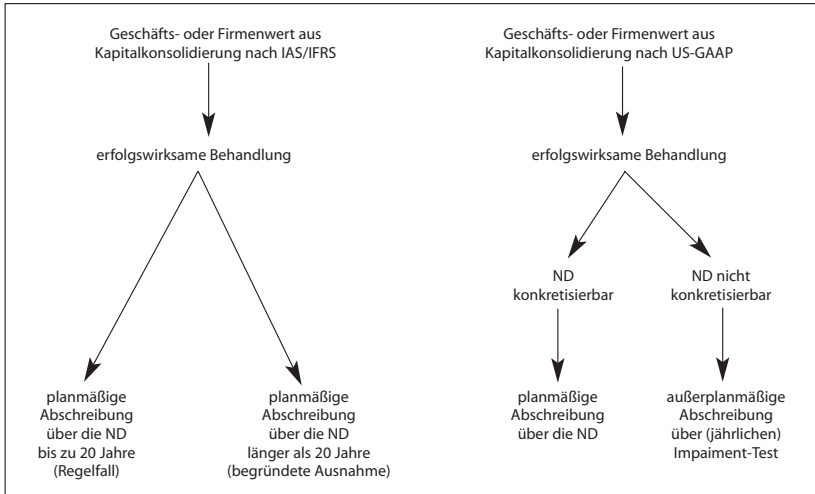 Geschäfts- oder Firmenwert aus
Kapitalkonsolidierung nach IAS/IFRS
erfolgswirksame Behandlung
planmäßige
Abschreibung
über die ND
bis zu 20 Jahre
(Regelfall)
planmäßige
Abschreibung
über die ND
länger als 20 Jahre
(begründete Ausnahme)
Geschäfts- oder Firmenwert aus
Kapitalkonsolidierung nach US-GAAP
erfolgswirksame Behandlung
ND
konkretisierbar
planmäßige
Abschreibung
über die ND
ND nicht
konkretisierbar
außerplanmäßige
Abschreibung
über (jährlichen)
Impaiment-Test